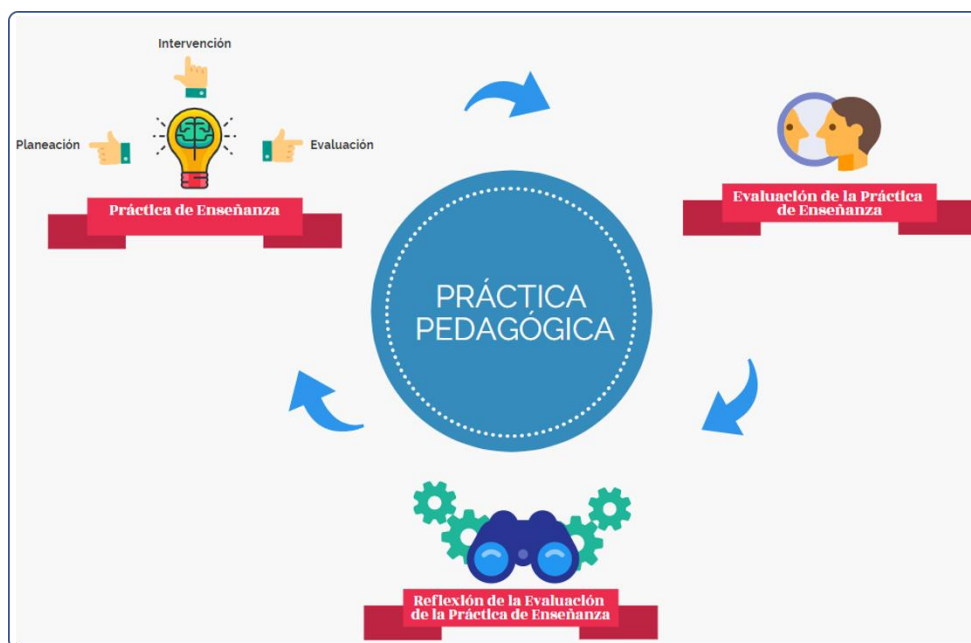 Intervención
Planeación
Evaluación
Práctica de Enseñanza
Evaluación de la Práctica
de Enseñanza
PRÁCTICA
PEDAGÓGICA
Reflexión de la Evaluación
de la Práctica de Enseñanza